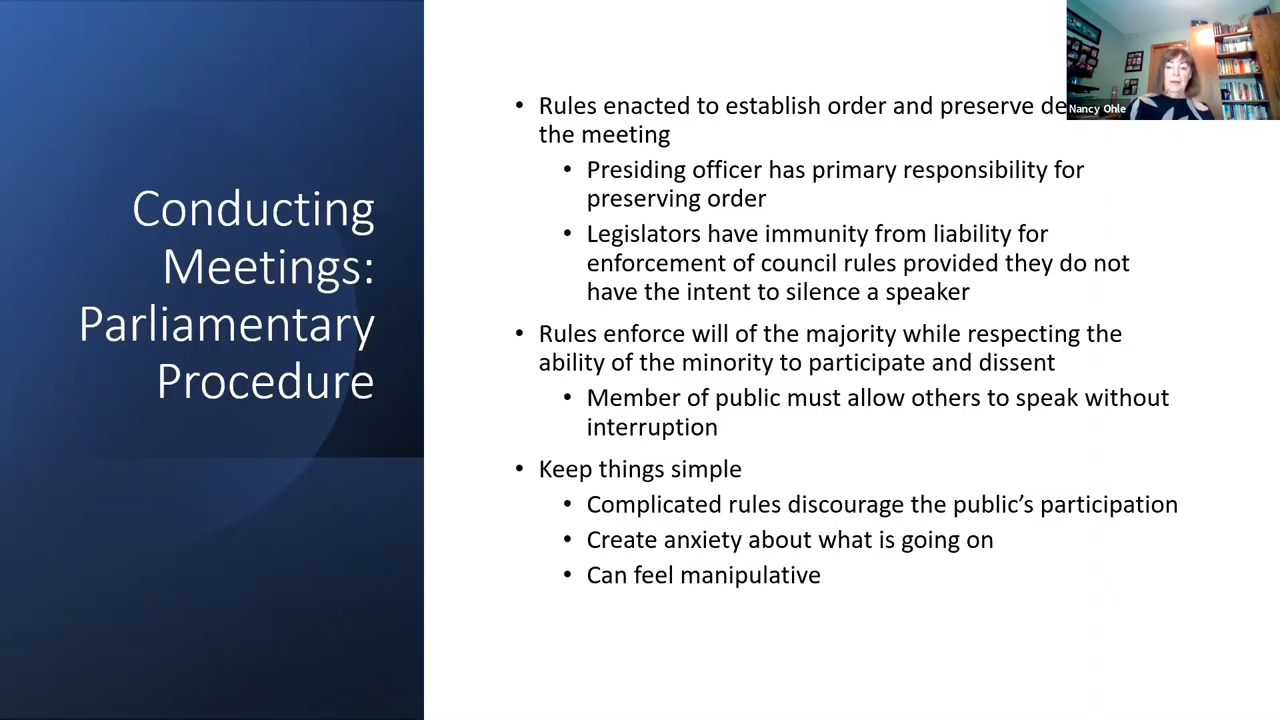 Conducting
Meetings:
Parliamentary
Procedure
• Rules enacted to establish order and preserve
the meeting
• Presiding officer has primary responsibility for
preserving order
• Legislators have immunity from liability for
enforcement of council rules provided they do not
have the intent to silence a speaker
• Rules enforce will of the majority while respecting the
ability of the minority to participate and dissent
• Member of public must allow others to speak without
interruption
• Keep things simple
• Complicated rules discourage the public’s participation
• Create anxiety about what is going on
• Can feel manipulative
Nancy Ohle